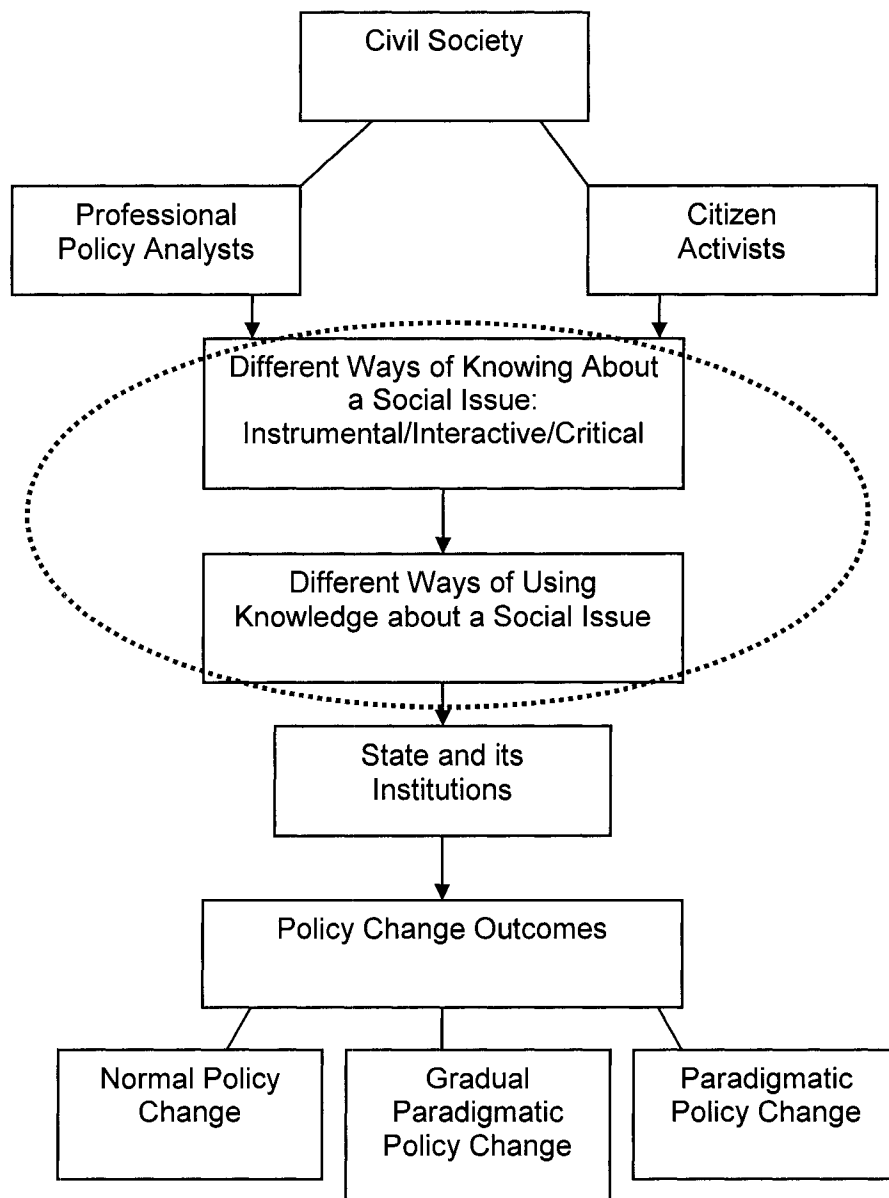 Civil Society
Professional
Policy Analysts
Citizen
Activists
Different Ways of Knowing About
a Social Issue:
Instrumental/Interactive/Critical
Different Ways of Using
Knowledge about a Social Issue
State and its
Institutions
Policy Change Outcomes
Normal Policy
Change
Gradual
Paradigmatic
Policy Change
Paradigmatic
Policy Change